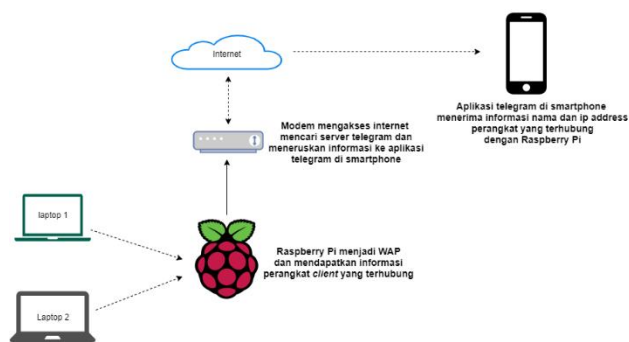 Internet
Aplikasi telegram di smartphone
menerima informasi nama dan ip address
perangkat yang terhubung
dengan Raspberry Pi
Modem mengakses internet
mencari server telegram dan
meneruskan informasi ke aplikasi
telegram di smartphone
laptop 1
Raspberry Pi menjadi WAP
dan mendapatkan informasi
perangkat client yang terhubung
Laptop 2